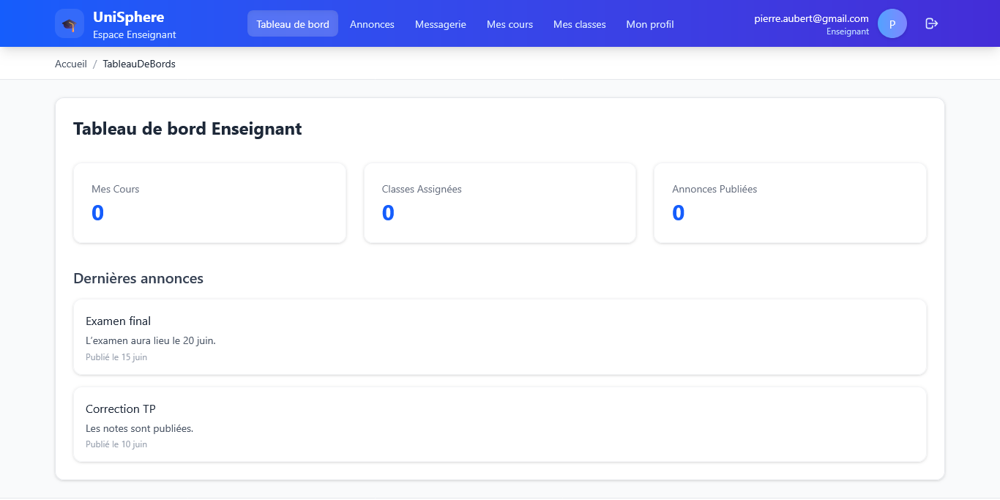 UniSphere
Espace Enseignant
Tableau de bord
Annonces
Messagerie
Mes cours
Mes classes
Mon profil
pierre.aubert@gmail.com
Enseignant
P
Accueil / TableauDeBords
Tableau de bord Enseignant
Mes Cours
0
Classes Assignées
0
Annonces Publiées
0
Dernières annonces
Examen final
L'examen aura lieu le 20 juin.
Publié le 15 juin
Correction TP
Les notes sont publiées.
Publié le 10 juin